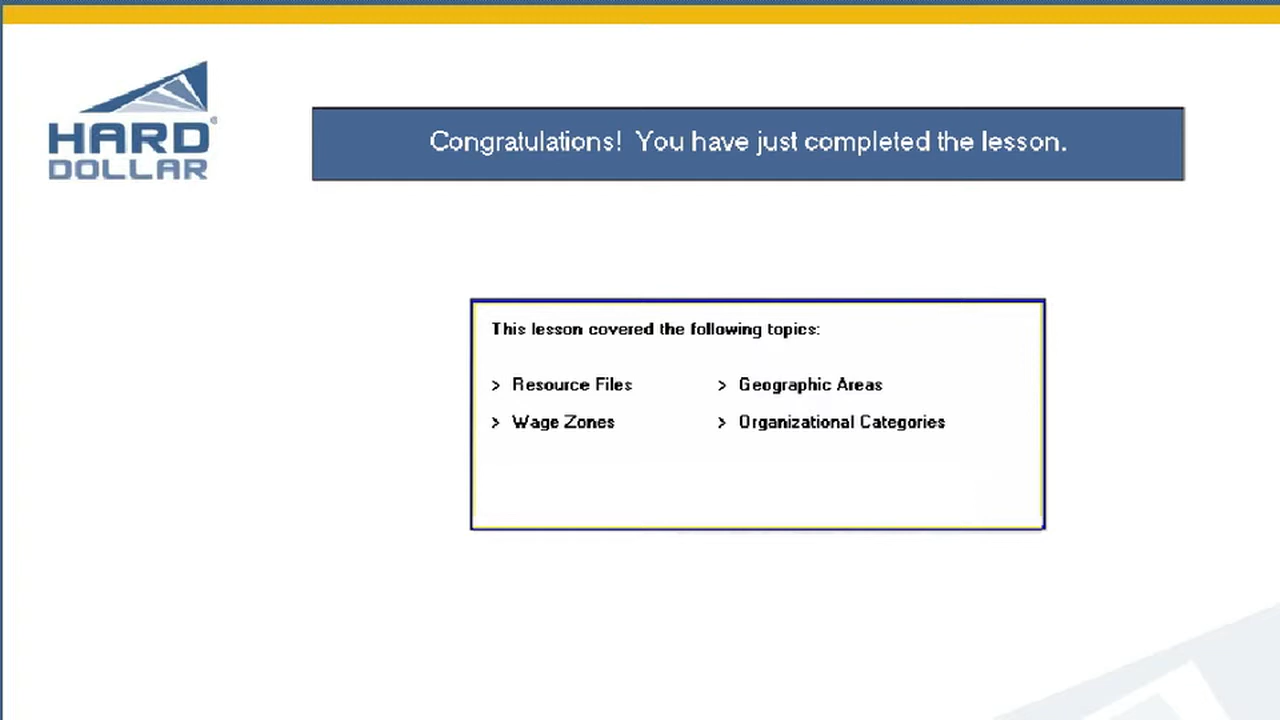 HARD®
DOLLAR
Congratulations! You have just completed the lesson.
This lesson covered the following topics:
> Resource Files
> Wage Zones
> Geographic Areas
> Organizational Categories